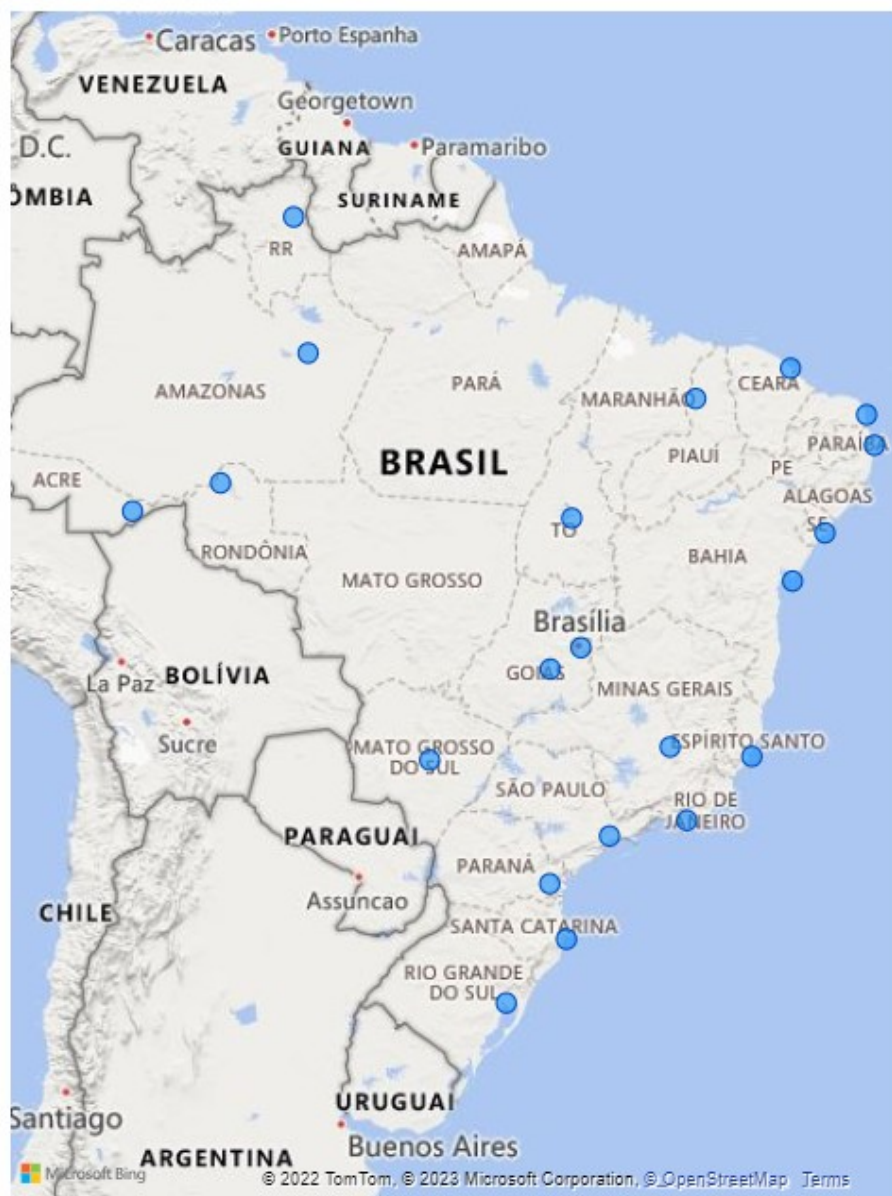 Caracas
Porto Espanha
VENEZUELA
Georgetown
D.C.
GUIANA
Paramaribo
ÔMBIA
SURINAME
RR
AMAPÁ
AMAZONAS
PARÁ
MARANHÃO
CEARÁ
BRASIL
PIAUÍ
PARAÍBA
ACRE
PE
ALAGOAS
SE
TO
RONDÔNIA
MATO GROSSO
BAHIA
Brasília
La Paz
BOLÍVIA
GOIÁS
MINAS GERAIS
Sucre
MATO GROSSO
DO SUL
ESPÍRITO SANTO
SÃO PAULO
RIO DE
JANEIRO
PARAGUAI
PARANÁ
Assuncao
CHILE
SANTA CATARINA
RIO GRANDE
DO SUL
Santiago
URUGUAI
Buenos Aires
ARGENTINA
Microsoft Bing
© 2022 TomTom, © 2023 Microsoft Corporation, © OpenStreetMap Terms